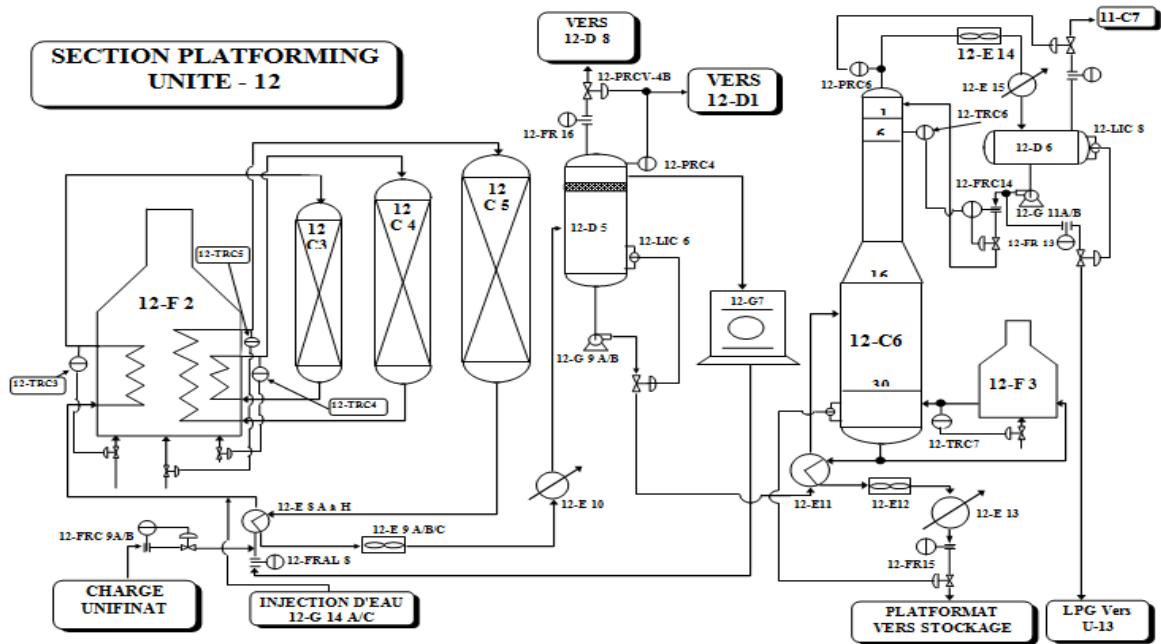 SECTION PLATFORMING
UNITE - 12
VERS
12-D 8
12-PRCV-4B
VERS
12-D1
12-FR 16
12-PRC4
12-D 5
12-LIC 6
12-G 9 A/B
12-G7
12
C3
12
C 4
12
C 5
12-F 2
12-TRC5
12-TRC3
12-TRC4
12-E 8 A à H
12-E 9 A/B/C
12-E 10
12-FRC 9A/B
12-FRAL 8
CHARGE
UNIFINAT
INJECTION D'EAU
12-G 14 A/C
11-C7
12-E14
12-PRC6
12-E 15
12-TRC6
12-D 6
12-LIC 8
12-FRC14
12-G 11A/B
12-FR 13
1
6
16
12-C6
30
12-F 3
12-TRC7
12-E11
12-E12
12-E 13
12-FR15
PLATFORMAT
VERS STOCKAGE
LPG Vers
U-13